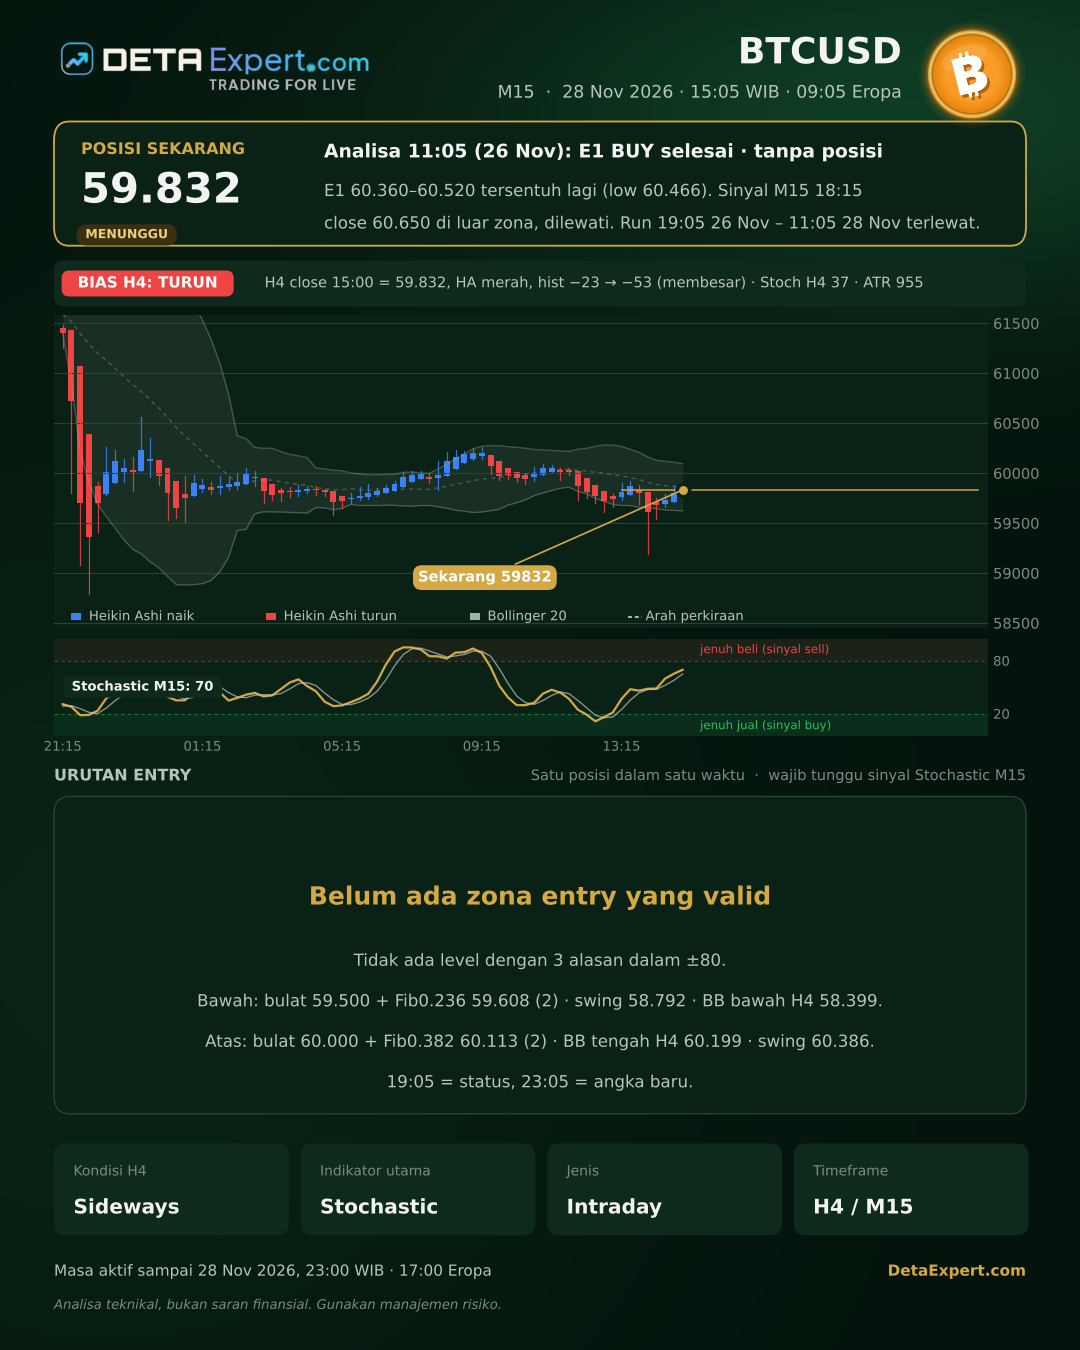 DETA Expert.com
TRADING FOR LIVE
BTCUSD
M15 · 28 Nov 2026 · 15:05 WIB · 09:05 Eropa
B
POSISI SEKARANG
59.832
MENUNGGU
Analisa 11:05 (26 Nov): E1 BUY selesai · tanpa posisi
E1 60.360–60.520 tersentuh lagi (low 60.466). Sinyal M15 18:15
close 60.650 di luar zona, dilewati. Run 19:05 26 Nov – 11:05 28 Nov terlewat.
BIAS H4: TURUN
H4 close 15:00 = 59.832, HA merah, hist −23 → −53 (membesar) · Stoch H4 37 · ATR 955
61500
61000
60500
60000
59500
59000
58500
Sekarang 59832
Heikin Ashi naik
Heikin Ashi turun
Bollinger 20
Arah perkiraan
jenuh beli (sinyal sell)
80
Stochastic M15: 70
20
jenuh jual (sinyal buy)
21:15 01:15 05:15 09:15 13:15
URUTAN ENTRY
Satu posisi dalam satu waktu · wajib tunggu sinyal Stochastic M15
Belum ada zona entry yang valid
Tidak ada level dengan 3 alasan dalam ±80.
Bawah: bulat 59.500 + Fib0.236 59.608 (2) · swing 58.792 · BB bawah H4 58.399.
Atas: bulat 60.000 + Fib0.382 60.113 (2) · BB tengah H4 60.199 · swing 60.386.
19:05 = status, 23:05 = angka baru.
Kondisi H4
Sideways
Indikator utama
Stochastic
Jenis
Intraday
Timeframe
H4 / M15
Masa aktif sampai 28 Nov 2026, 23:00 WIB · 17:00 Eropa
DetaExpert.com
Analisa teknikal, bukan saran finansial. Gunakan manajemen risiko.